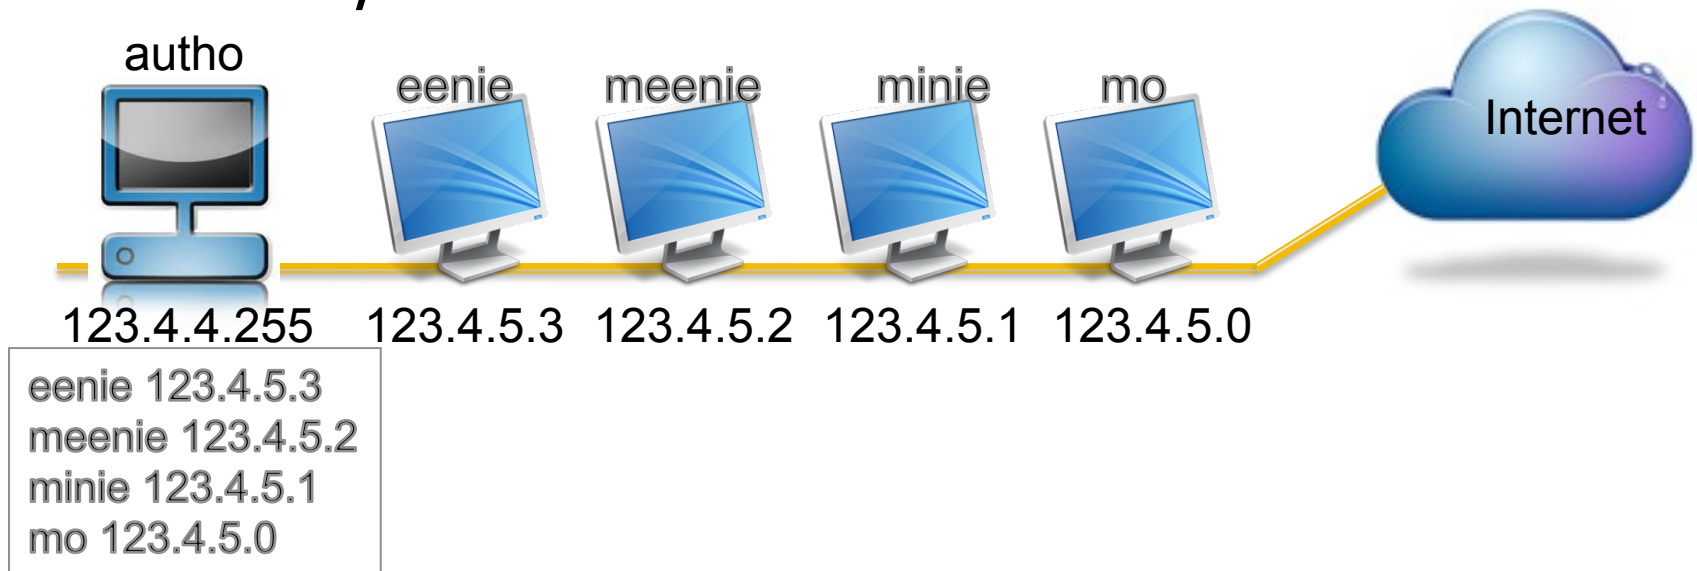 autho
eenie meenie minie mo
Internet
123.4.4.255 123.4.5.3 123.4.5.2 123.4.5.1 123.4.5.0
eenie 123.4.5.3
meenie 123.4.5.2
minie 123.4.5.1
mo 123.4.5.0